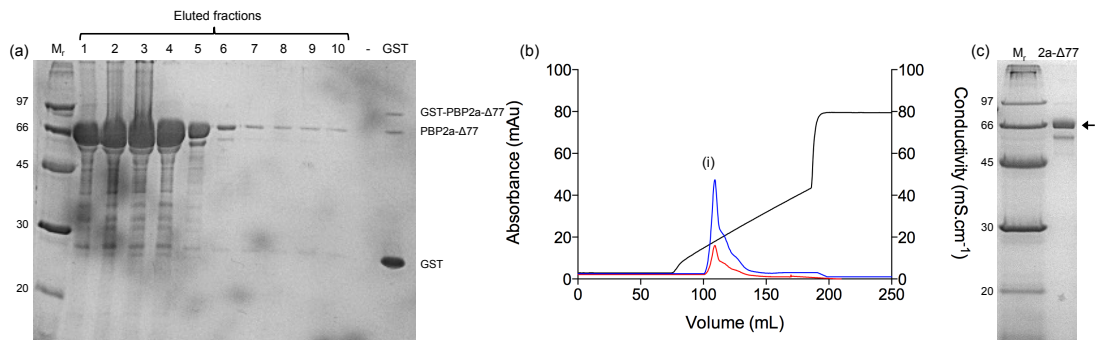 Eluted fractions
(a)
Mr 1 2 3 4 5 6 7 8 9 10 - GST
97
66
45
30
20
GST-PBP2a-Δ77
PBP2a-Δ77
GST
(b)
Absorbance (mAu)
100
80
60
40
20
0
(i)
0 50 100 150 200 250
Volume (mL)
100
80
60
40
20
0
Conductivity (mS.cm⁻¹)
(c)
Mr 2a-Δ77
97
66
45
30
20